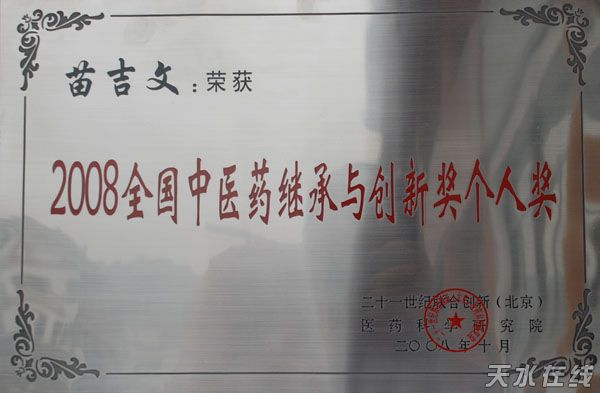 苗吉文：荣获
2008全国中医药继承与创新奖个人奖
二十一世纪联合创新（北京）
医药科学研究院
二〇〇八年十月
天水在线